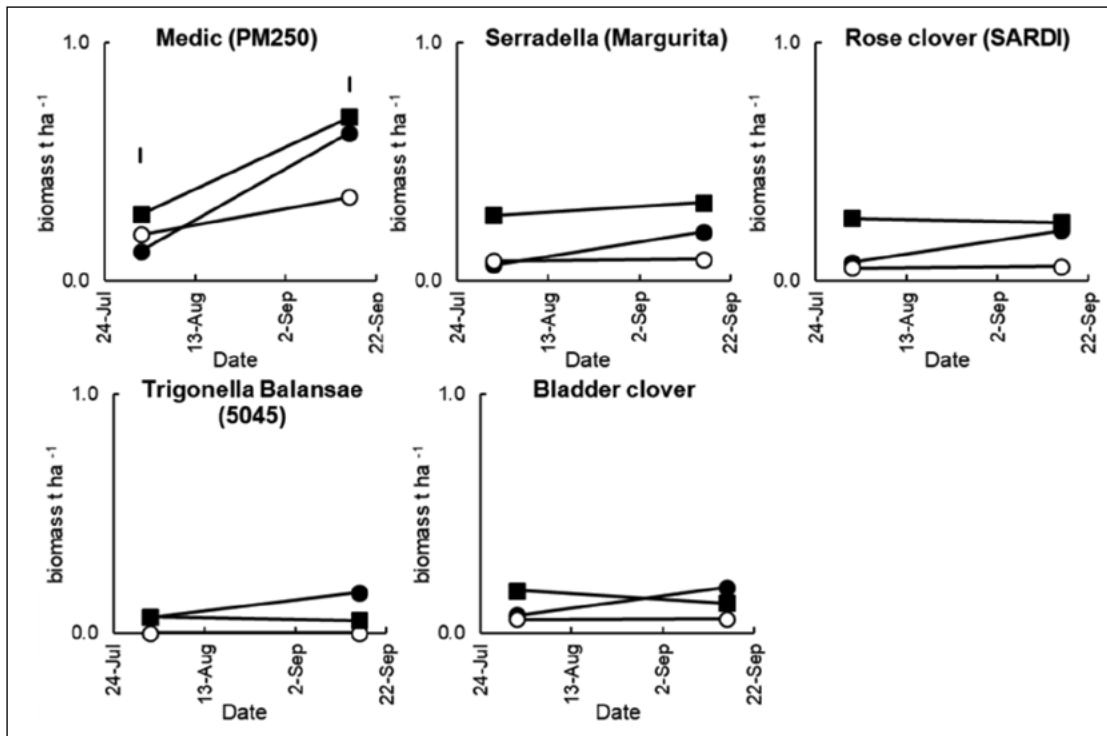 Medic (PM250)
1.0
biomass t ha -1
0.0
24-Jul
13-Aug
2-Sep
22-Sep
Date
Serradella (Margurita)
1.0
biomass t ha -1
0.0
24-Jul
13-Aug
2-Sep
22-Sep
Date
Rose clover (SARDI)
1.0
biomass t ha -1
0.0
24-Jul
13-Aug
2-Sep
22-Sep
Date
Trigonella Balansae
(5045)
1.0
biomass t ha -1
0.0
24-Jul
13-Aug
2-Sep
22-Sep
Date
Bladder clover
1.0
biomass t ha -1
0.0
24-Jul
13-Aug
2-Sep
22-Sep
Date